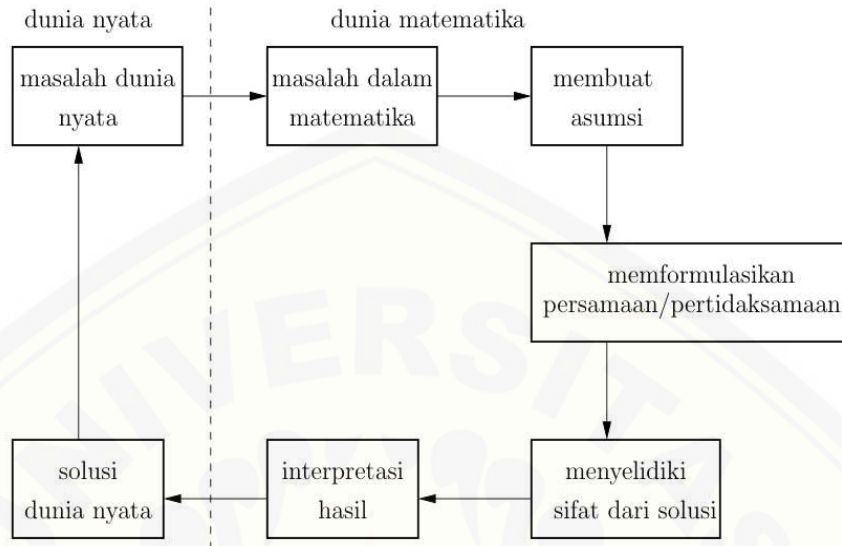 dunia nyata
dunia matematika
masalah dunia
nyata
masalah dalam
matematika
membuat
asumsi
memformulasikan
persamaan/pertidaksamaan
solusi
dunia nyata
interpretasi
hasil
menyelidiki
sifat dari solusi
UNIVERSITAS